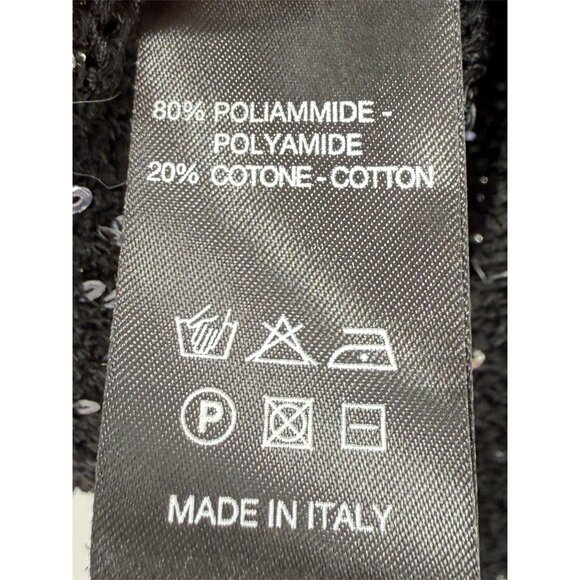 80% POLIAMMIDE -
POLYAMIDE
20% COTONE - COTTON
P
MADE IN ITALY